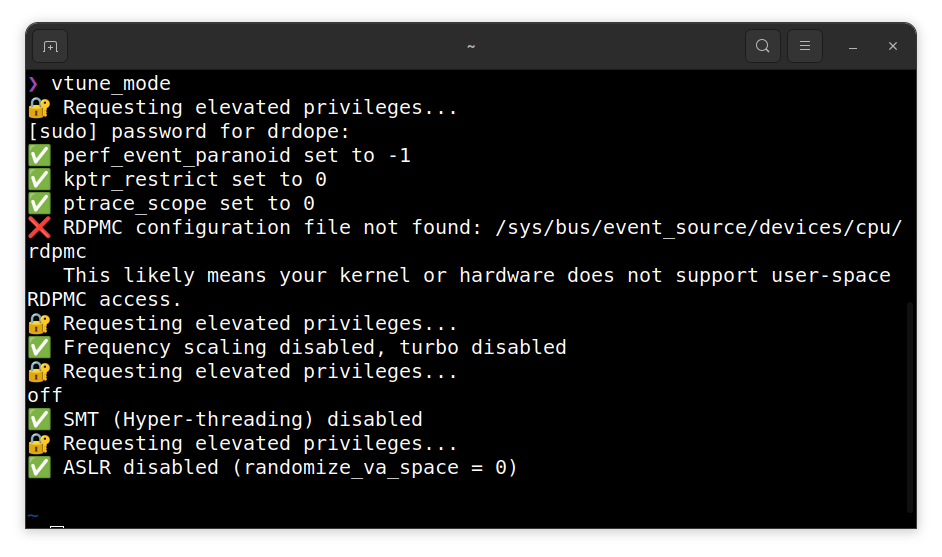 ~
❯ vtune_mode
🔐 Requesting elevated privileges...
[sudo] password for drdope:
✅ perf_event_paranoid set to -1
✅ kptr_restrict set to 0
✅ ptrace_scope set to 0
❌ RDPMC configuration file not found: /sys/bus/event_source/devices/cpu/
rdpmc
   This likely means your kernel or hardware does not support user-space
RDPMC access.
🔐 Requesting elevated privileges...
✅ Frequency scaling disabled, turbo disabled
🔐 Requesting elevated privileges...
off
✅ SMT (Hyper-threading) disabled
🔐 Requesting elevated privileges...
✅ ASLR disabled (randomize_va_space = 0)
~